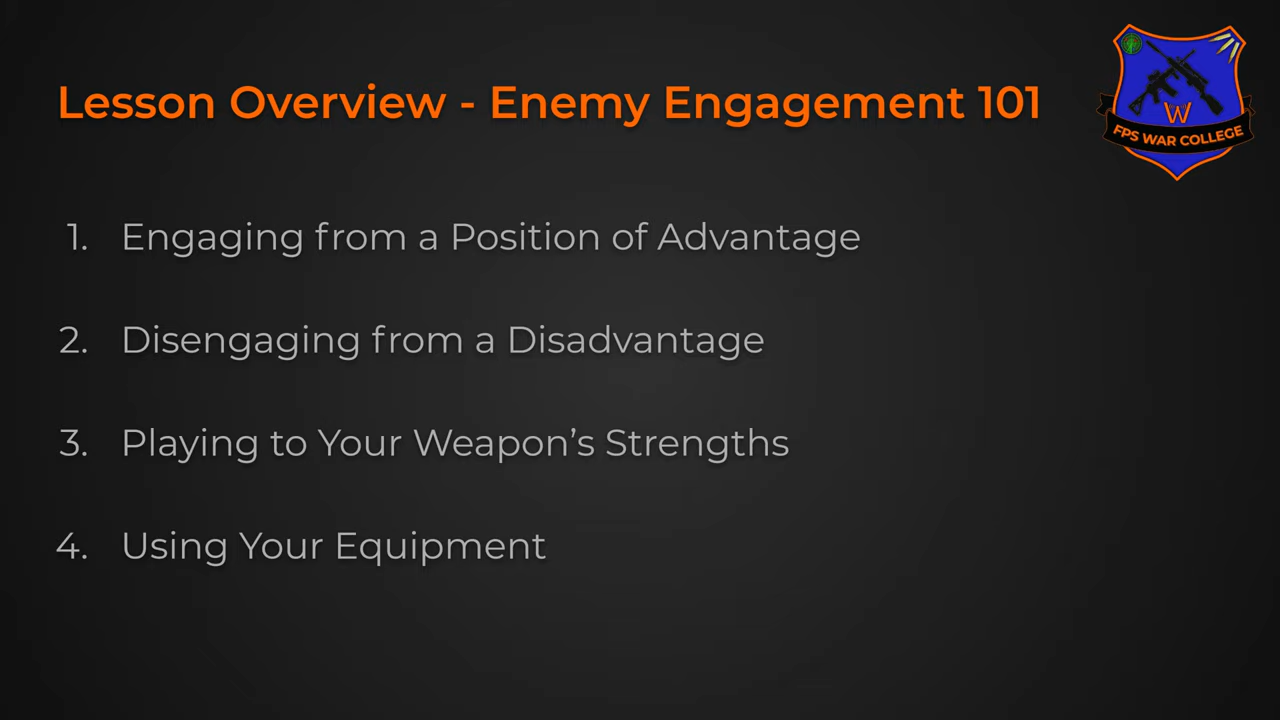 Lesson Overview - Enemy Engagement 101
W
FPS WAR COLLEGE
1. Engaging from a Position of Advantage
2. Disengaging from a Disadvantage
3. Playing to Your Weapon’s Strengths
4. Using Your Equipment